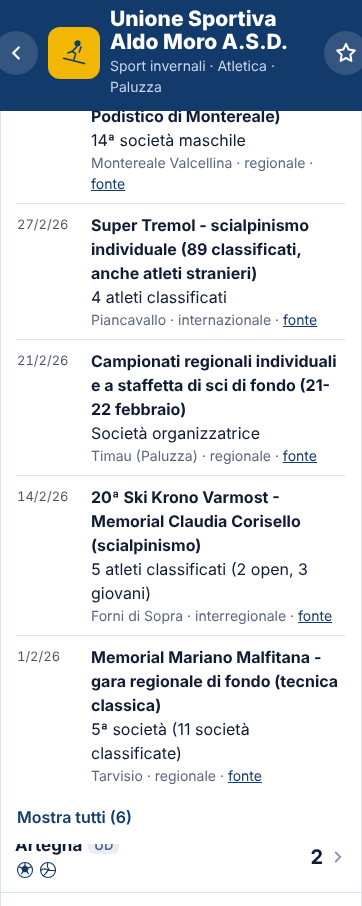 Unione Sportiva
Aldo Moro A.S.D.
Sport invernali · Atletica ·
Paluzza
Podistico di Montereale)
14ª società maschile
Montereale Valcellina · regionale ·
fonte
27/2/26
Super Tremol - scialpinismo
individuale (89 classificati,
anche atleti stranieri)
4 atleti classificati
Piancavallo · internazionale · fonte
21/2/26
Campionati regionali individuali
e a staffetta di sci di fondo (21-
22 febbraio)
Società organizzatrice
Timau (Paluzza) · regionale · fonte
14/2/26
20ª Ski Krono Varmost -
Memorial Claudia Corisello
(scialpinismo)
5 atleti classificati (2 open, 3
giovani)
Forni di Sopra · interregionale · fonte
1/2/26
Memorial Mariano Malfitana -
gara regionale di fondo (tecnica
classica)
5ª società (11 società
classificate)
Tarvisio · regionale · fonte
Mostra tutti (6)
Artegna UD
2